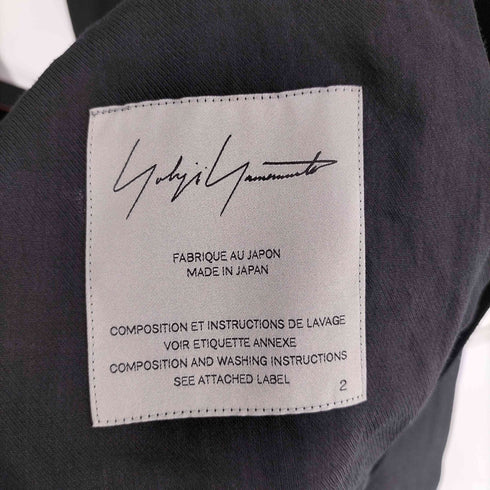 Yohji Yamamoto
FABRIQUE AU JAPON
MADE IN JAPAN
COMPOSITION ET INSTRUCTIONS DE LAVAGE
VOIR ETIQUETTE ANNEXE
COMPOSITION AND WASHING INSTRUCTIONS
SEE ATTACHED LABEL 2